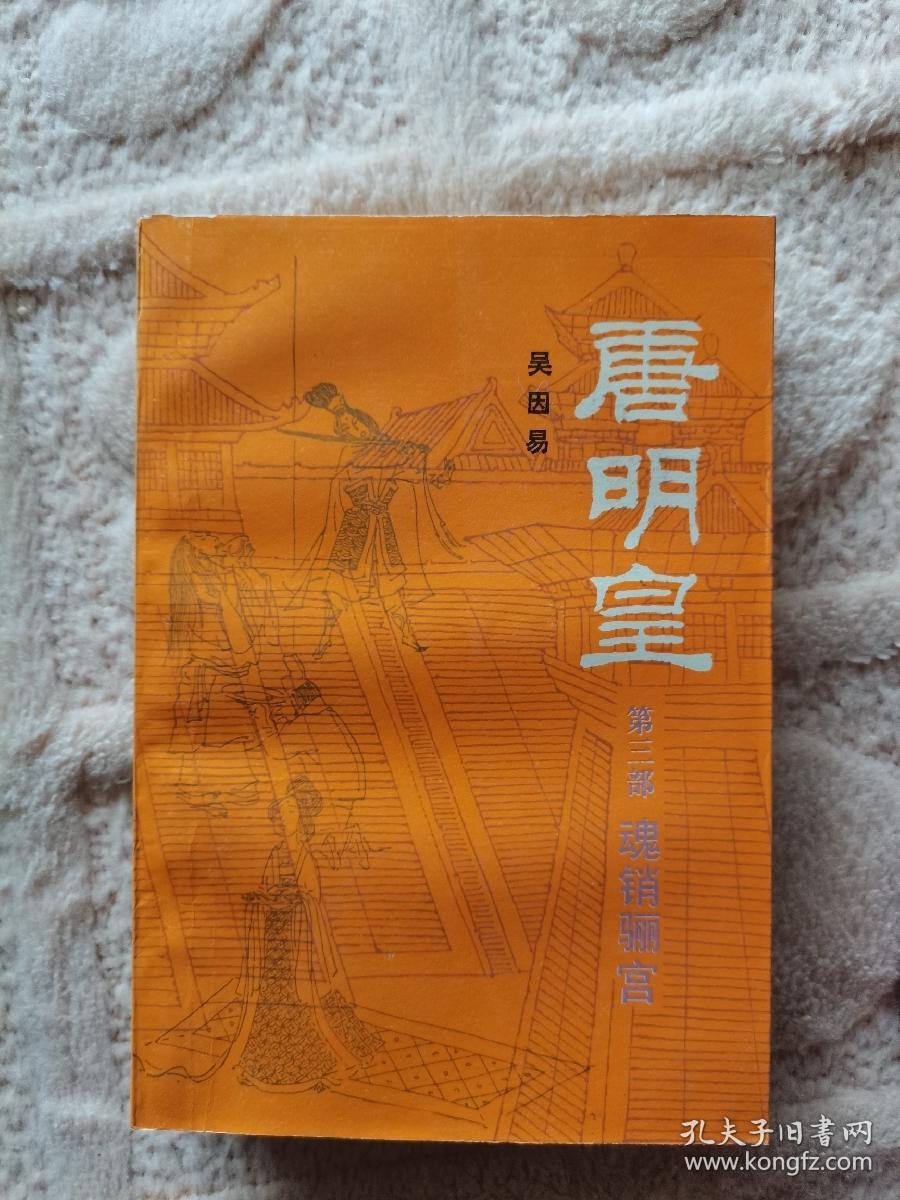 唐明皇
吴因易
第三部 魂销骊宫
孔夫子旧書网
www.kongfz.com